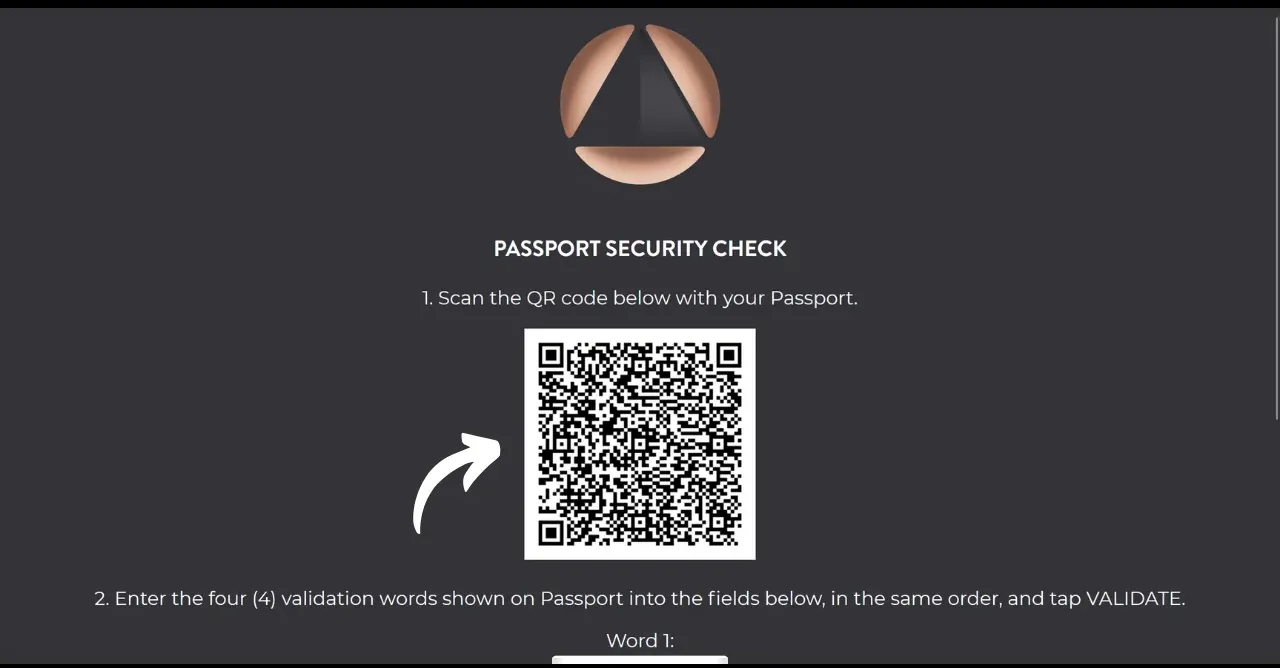 PASSPORT SECURITY CHECK
1. Scan the QR code below with your Passport.
2. Enter the four (4) validation words shown on Passport into the fields below, in the same order, and tap VALIDATE.
Word 1: